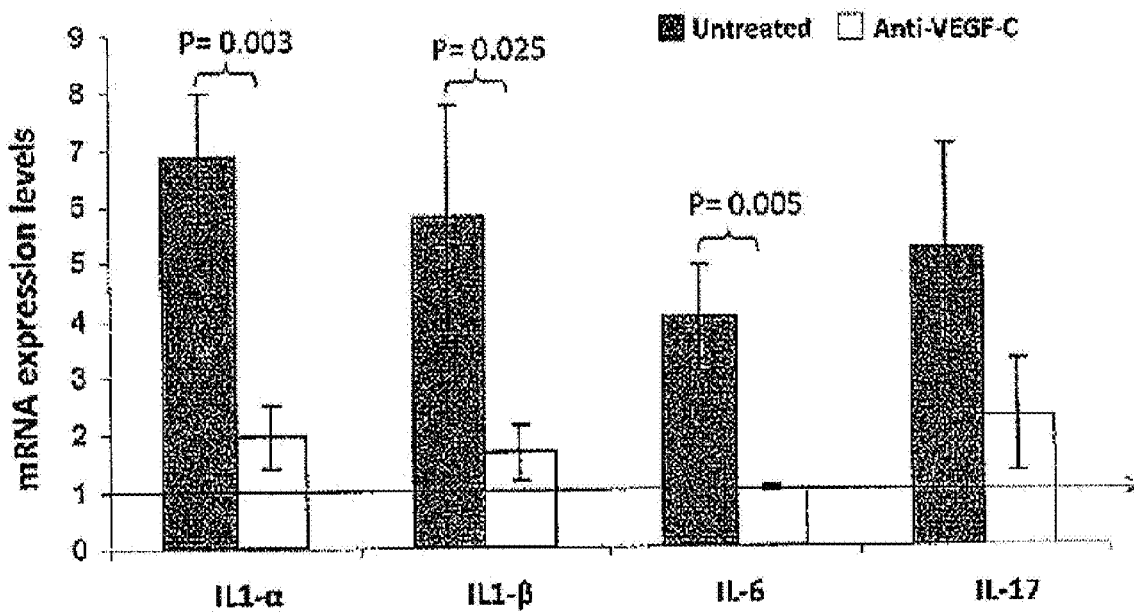 Untreated Anti-VEGF-C
P= 0.003
P= 0.025
P= 0.005
mRNA expression levels
9
8
7
6
5
4
3
2
1
0
IL1-α IL1-β IL-6 IL-17